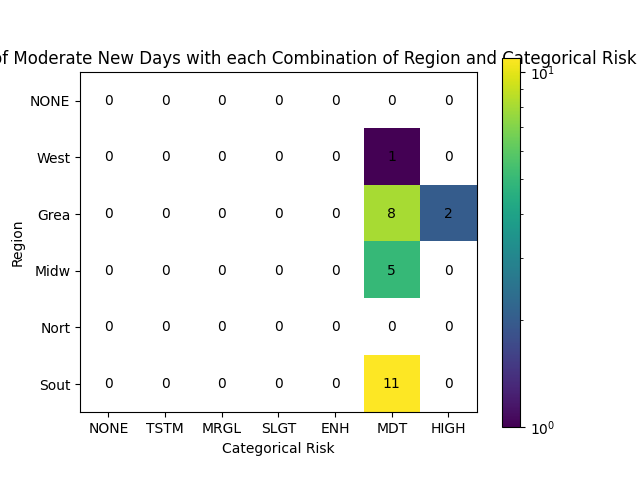 of Moderate New Days with each Combination of Region and Categorical Risk
NONE 0 0 0 0 0 0 0
West 0 0 0 0 0 1 0
Grea 0 0 0 0 0 8 2
Midw 0 0 0 0 0 5 0
Nort 0 0 0 0 0 0 0
Sout 0 0 0 0 0 11 0
NONE TSTM MRGL SLGT ENH MDT HIGH
Categorical Risk
Region
10¹
10⁰